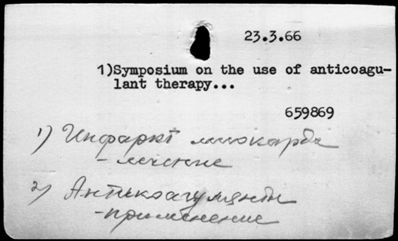 23.3.66
1)Symposium on the use of anticoagu-
lant therapy...
659869
1) Инфаркт миокарда
- лечение
2) Антикоагулянты
- применение